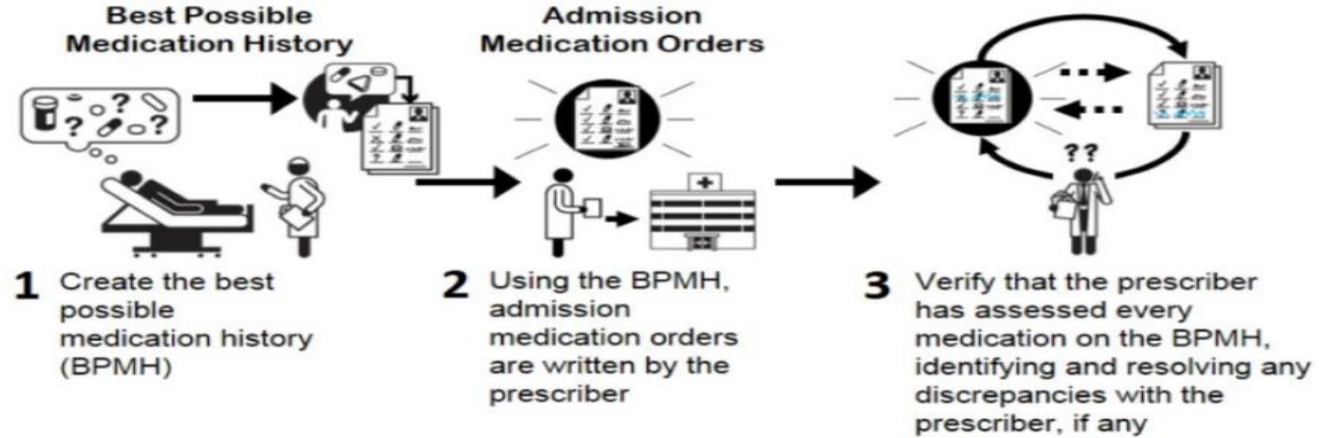 Best Possible
Medication History
Admission
Medication Orders
? ? ?
? ?
1 Create the best
possible
medication history
(BPMH)
2 Using the BPMH,
admission
medication orders
are written by the
prescriber
3 Verify that the prescriber
has assessed every
medication on the BPMH,
identifying and resolving any
discrepancies with the
prescriber, if any